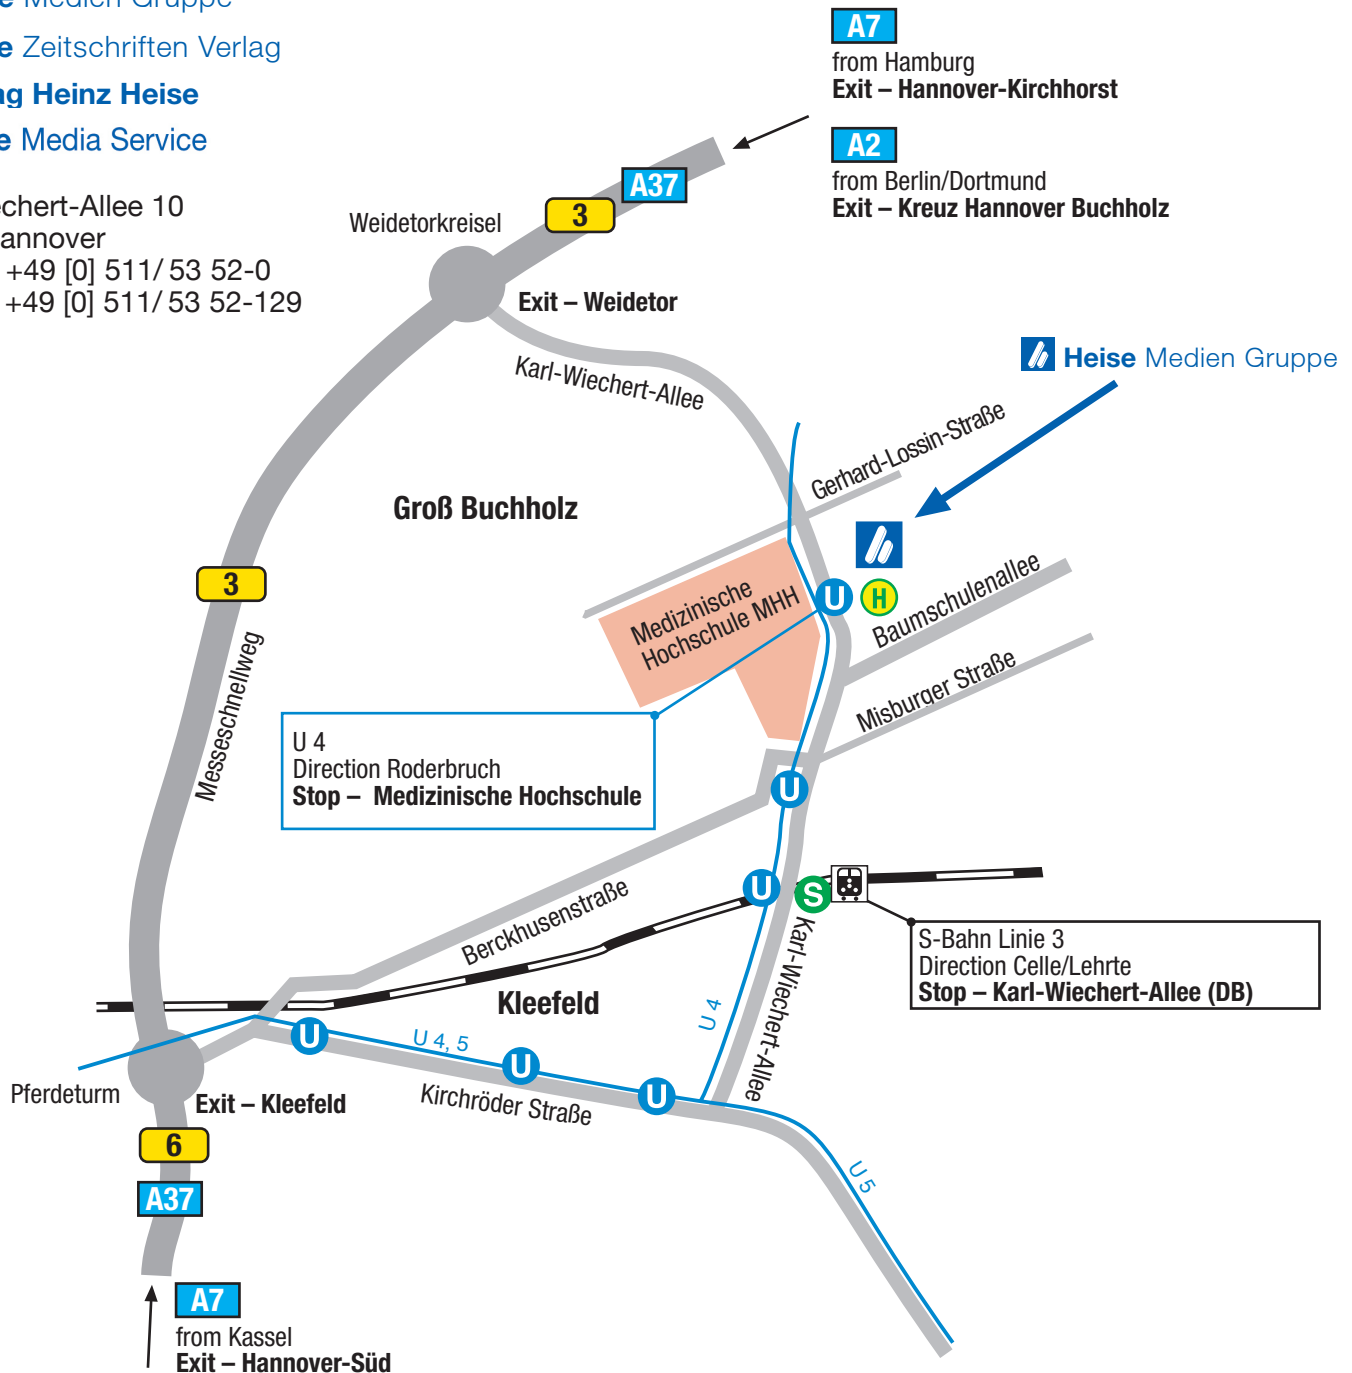 e Medien Gruppe
e Zeitschriften Verlag
ag Heinz Heise
e Media Service
echert-Allee 10
annover
+49 [0] 511/ 53 52-0
+49 [0] 511/ 53 52-129
A7
from Hamburg
Exit – Hannover-Kirchhorst
A2
from Berlin/Dortmund
Exit – Kreuz Hannover Buchholz
A37
3
Weidetorkreisel
Exit – Weidetor
Karl-Wiechert-Allee
Heise Medien Gruppe
Gerhard-Lossin-Straße
Groß Buchholz
3
Medizinische
Hochschule MHH
U
H
Baumschulenallee
Messeschnellweg
Misburger Straße
U 4
Direction Roderbruch
Stop – Medizinische Hochschule
U
U
S
Berckhusenstraße
Karl-Wiechert-Allee
S-Bahn Linie 3
Direction Celle/Lehrte
Stop – Karl-Wiechert-Allee (DB)
Kleefeld
U 4
U
U 4, 5
U
U
Pferdeturm
Exit – Kleefeld
Kirchröder Straße
6
A37
U 5
A7
from Kassel
Exit – Hannover-Süd